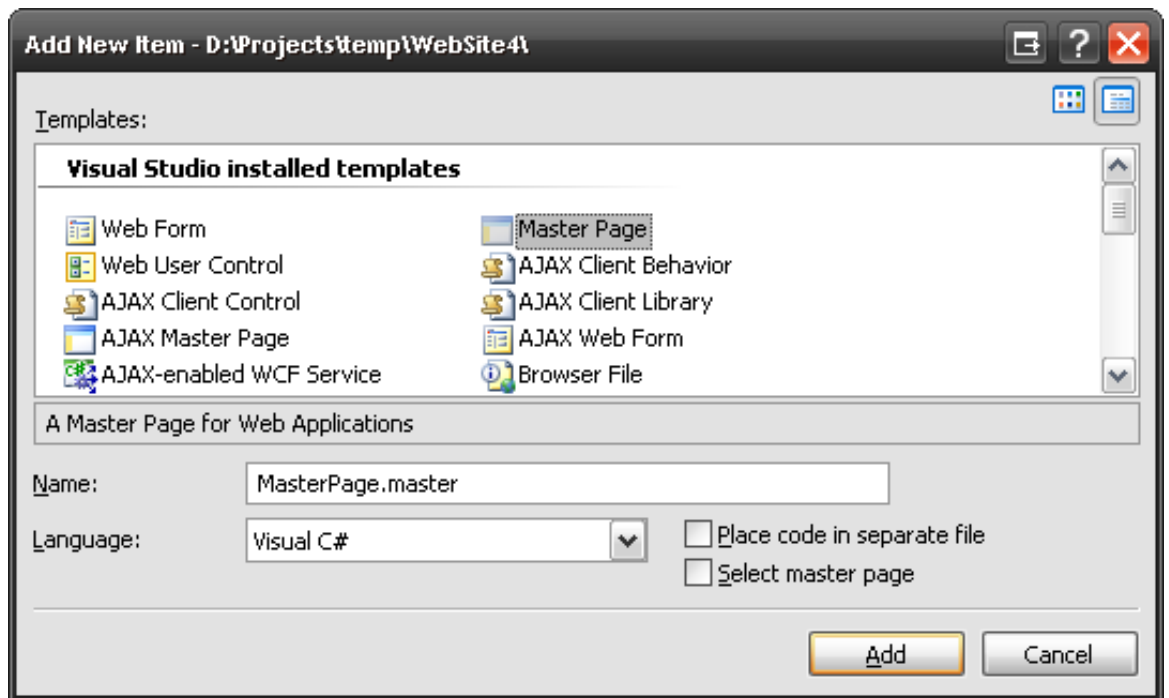 Add New Item - D:\Projects\temp\WebSite4\
Templates:
Visual Studio installed templates
Web Form
Master Page
Web User Control
AJAX Client Behavior
AJAX Client Control
AJAX Client Library
AJAX Master Page
AJAX Web Form
AJAX-enabled WCF Service
Browser File
A Master Page for Web Applications
Name:
MasterPage.master
Language:
Visual C#
Place code in separate file
Select master page
Add
Cancel